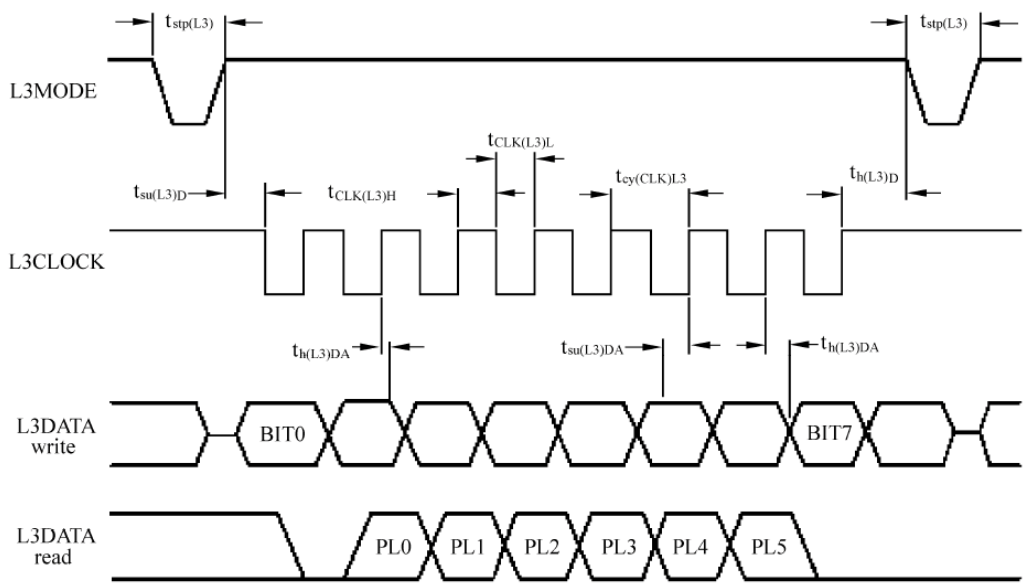 tstp(L3) tstp(L3)
L3MODE
tCLK(L3)L
tsu(L3)D tCLK(L3)H tcy(CLK)L3 th(L3)D
L3CLOCK
th(L3)DA tsu(L3)DA th(L3)DA
L3DATA
write
BIT0 BIT7
L3DATA
read
PL0 PL1 PL2 PL3 PL4 PL5